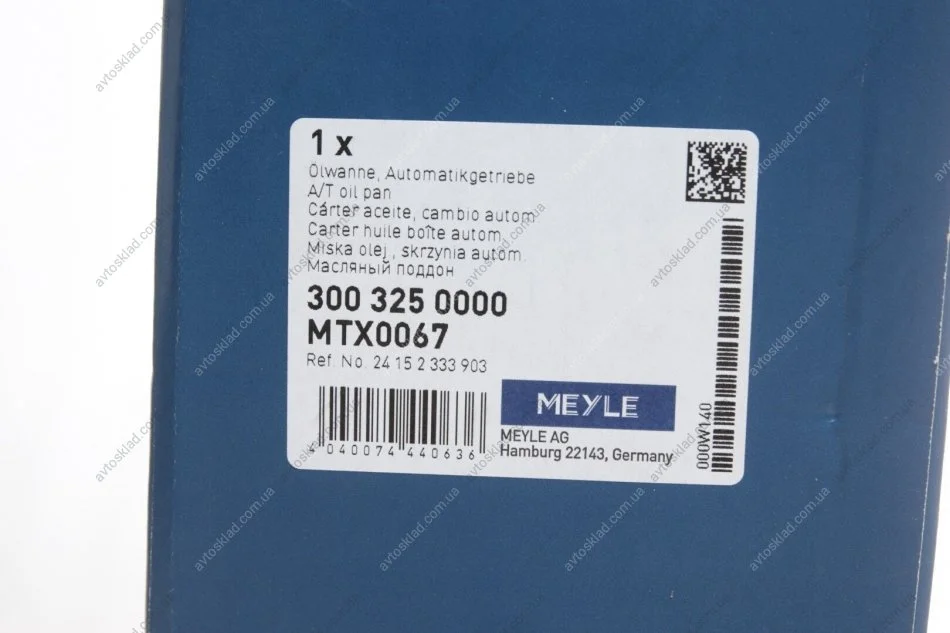 1 x
Ölwanne, Automatikgetriebe
A/T oil pan
Cárter aceite, cambio autom.
Carter huile boîte autom.
Miska olej., skrzynia autom.
Масляный поддон
300 325 0000
MTX0067
Ref. No. 24 15 2 333 903
4 040074 440636
MEYLE
MEYLE AG
Hamburg 22143, Germany
000W140
avtosklad.com.ua